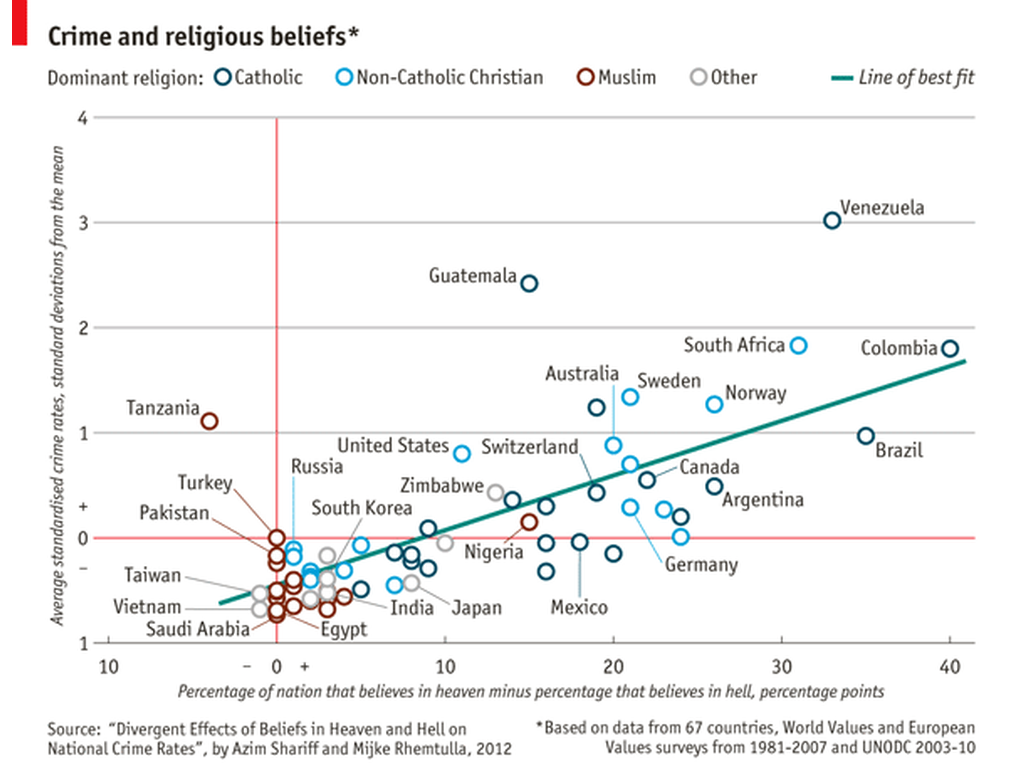 Crime and religious beliefs*
Dominant religion: Catholic Non-Catholic Christian Muslim Other Line of best fit
Average standardised crime rates, standard deviations from the mean
4
3
2
1
+
0
−
1
Venezuela
Guatemala
South Africa
Colombia
Australia
Sweden
Norway
Tanzania
United States
Switzerland
Brazil
Russia
Canada
Turkey
Zimbabwe
Argentina
Pakistan
South Korea
Nigeria
Germany
Taiwan
Vietnam
India
Japan
Mexico
Saudi Arabia
Egypt
10 − 0 + 10 20 30 40
Percentage of nation that believes in heaven minus percentage that believes in hell, percentage points
Source: “Divergent Effects of Beliefs in Heaven and Hell on
National Crime Rates”, by Azim Shariff and Mijke Rhemtulla, 2012
*Based on data from 67 countries, World Values and European
Values surveys from 1981-2007 and UNODC 2003-10